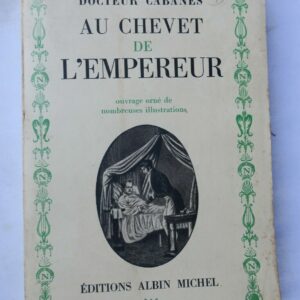 DOCTEUR CABANÈS
AU CHEVET
DE
L'EMPEREUR
ouvrage orné de
nombreuses illustrations
ÉDITIONS ALBIN MICHEL
N
N
N
N